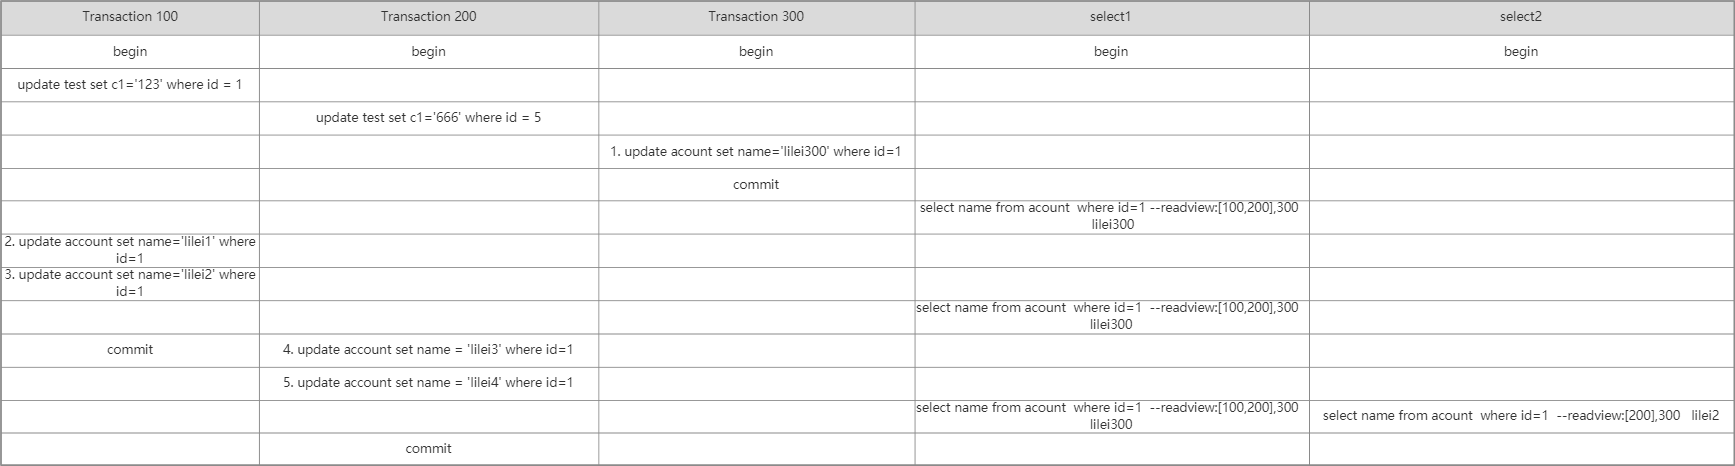 Transaction 100
Transaction 200
Transaction 300
select1
select2
begin
begin
begin
begin
begin
update test set c1='123' where id = 1
update test set c1='666' where id = 5
1. update acount set name='lilei300' where id=1
commit
select name from acount  where id=1 --readview:[100,200],300
lilei300
2. update account set name='lilei1' where
id=1
3. update account set name='lilei2' where
id=1
select name from acount  where id=1  --readview:[100,200],300
lilei300
commit
4. update account set name = 'lilei3' where id=1
5. update account set name = 'lilei4' where id=1
select name from acount  where id=1  --readview:[100,200],300
lilei300
select name from acount  where id=1  --readview:[200],300   lilei2
commit